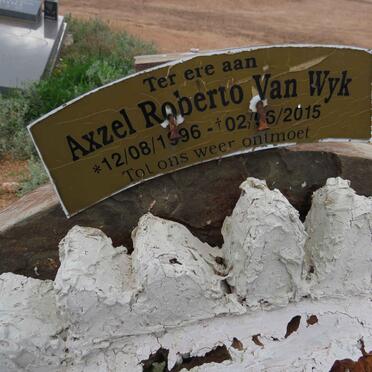 Ter ere aan
Axzel Roberto Van Wyk
*12/08/1996 - †02/06/2015
Tot ons weer ontmoet